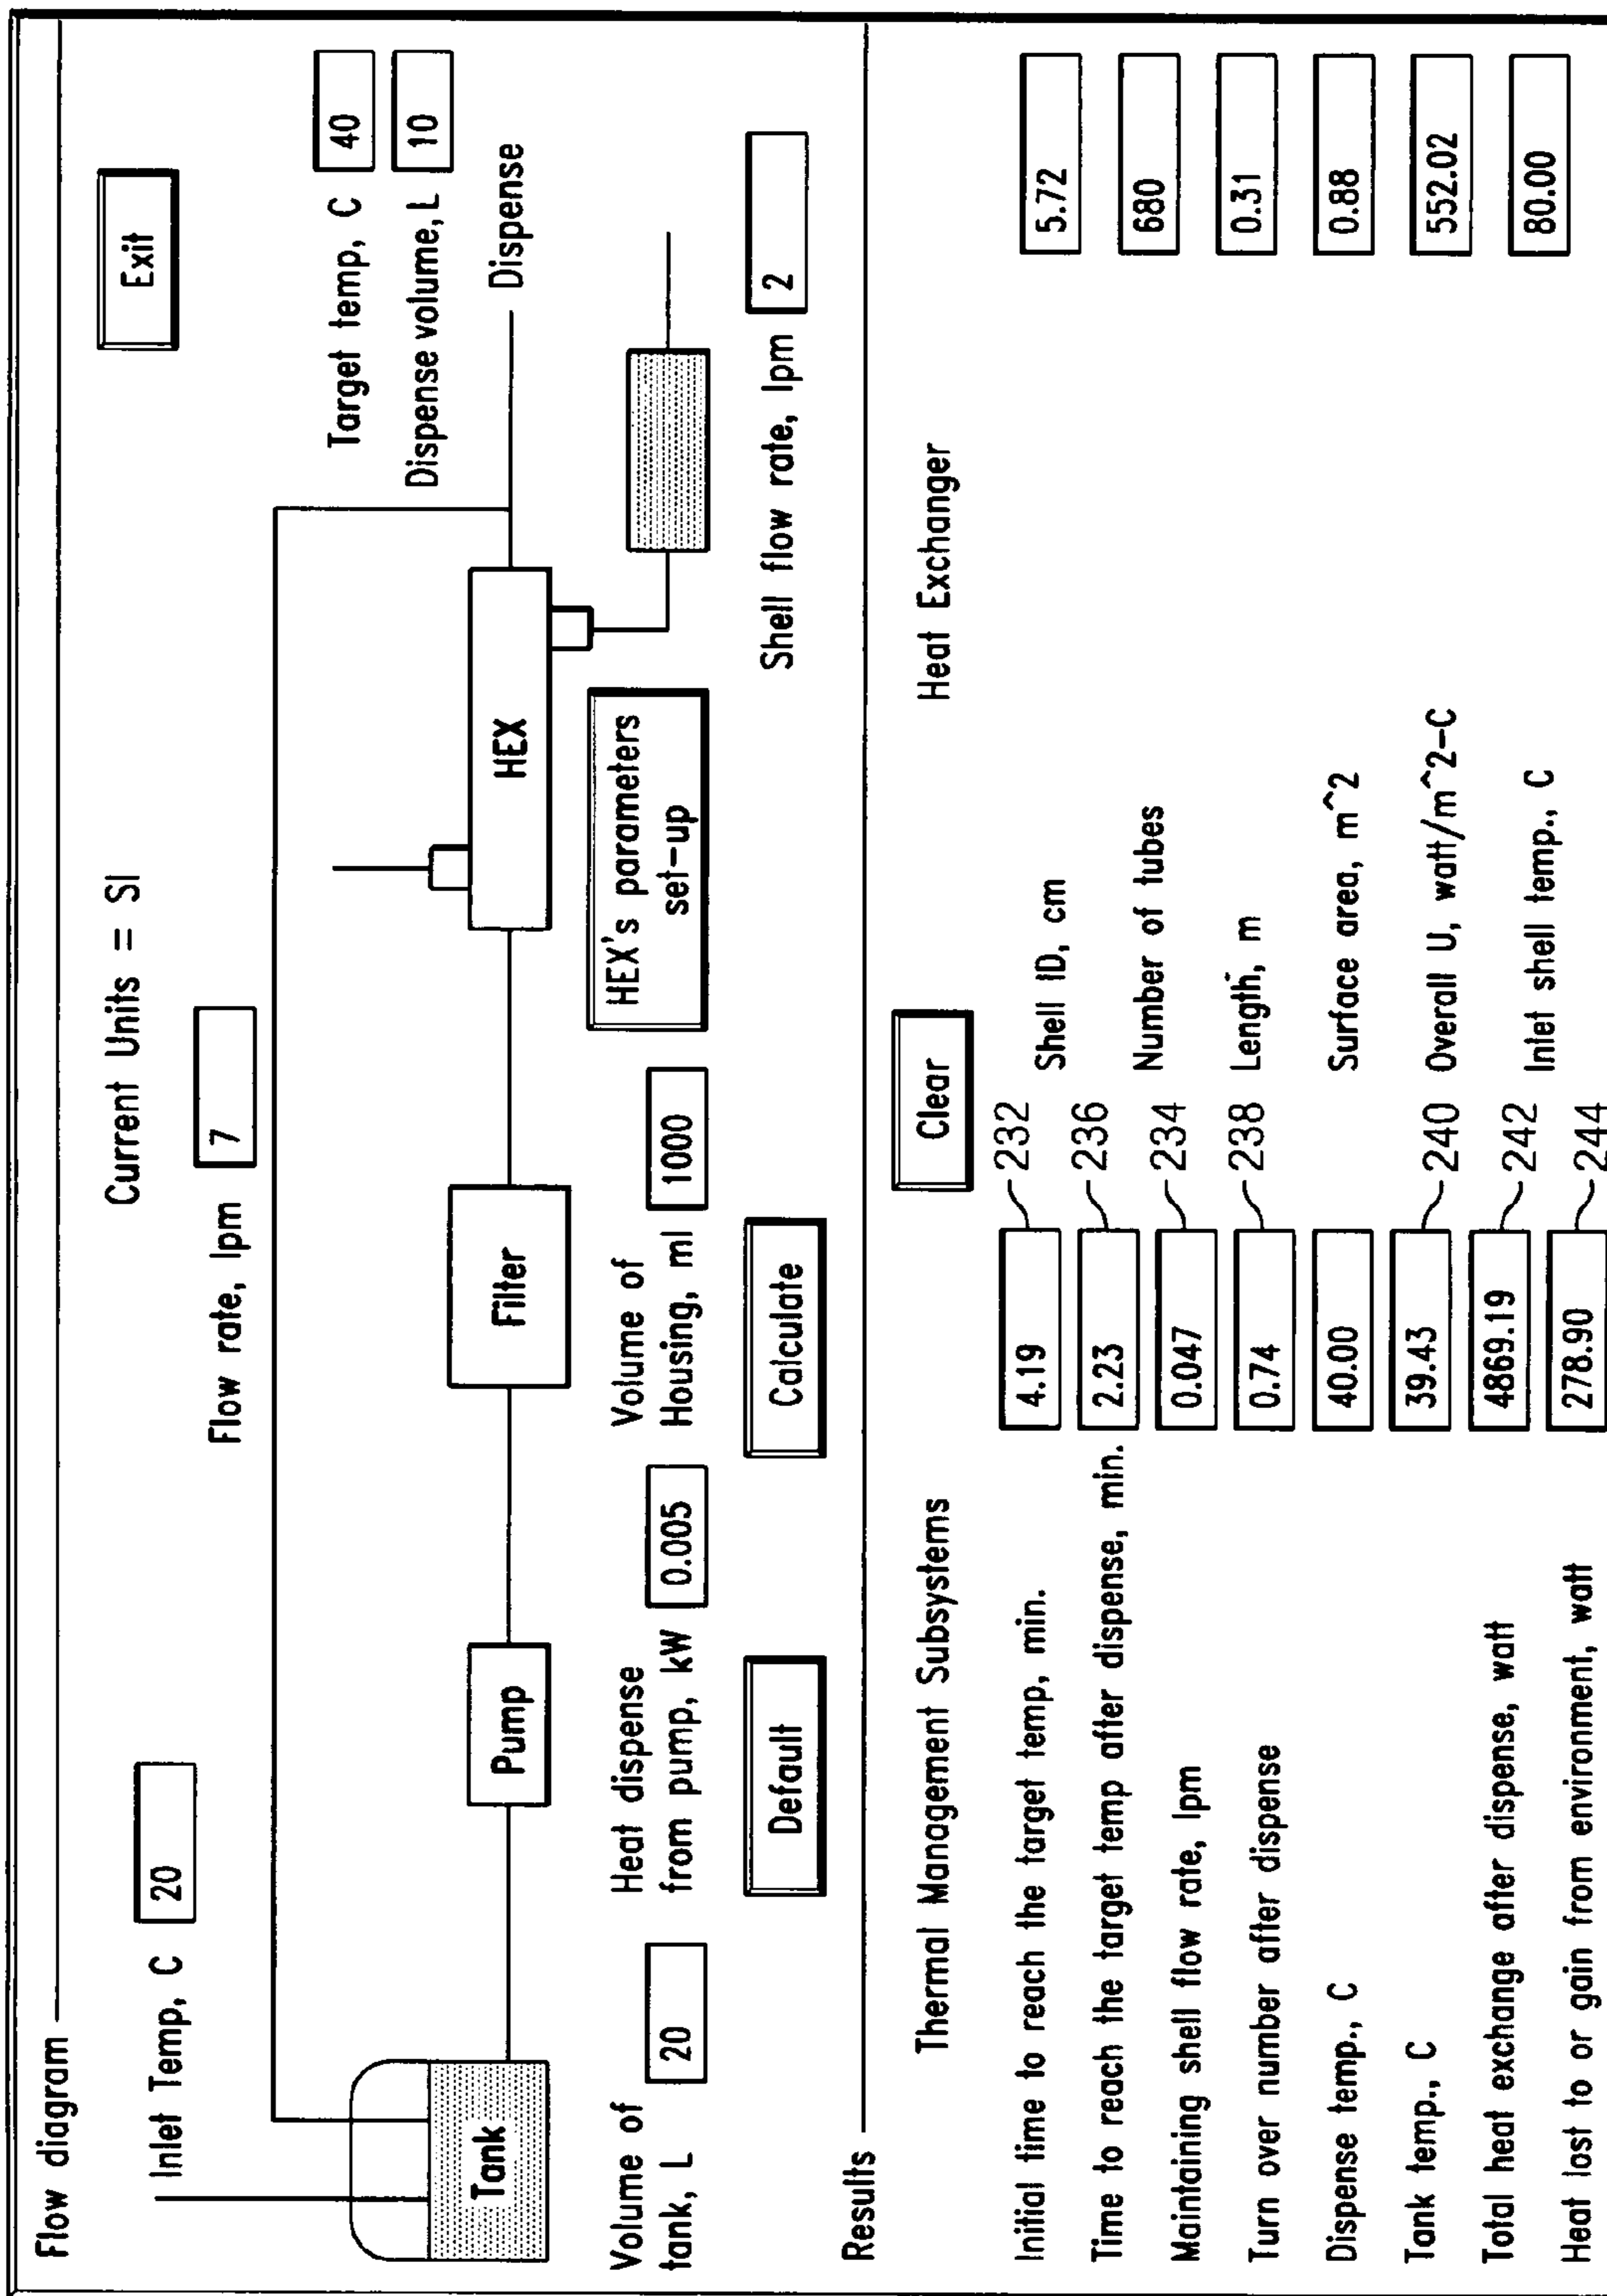 Flow diagram
Current Units = SI
Exit
Inlet Temp, C 20
Flow rate, lpm 7
Target temp, C 40
Dispense volume, L 10
Tank
Pump
Filter
HEX
Dispense
Volume of
tank, L 20
Heat dispense
from pump, kW 0.005
Volume of
Housing, ml 1000
HEX's parameters
set-up
Shell flow rate, lpm 2
Default
Calculate
Results
Clear
Thermal Management Subsystems
Heat Exchanger
Initial time to reach the target temp, min. 4.19 232
Shell ID, cm 5.72
Time to reach the target temp after dispense, min. 2.23 236
Number of tubes 680
Maintaining shell flow rate, lpm 0.047 234
Length, m 0.31
Turn over number after dispense 0.74 238
Surface area, m^2 0.88
Dispense temp., C 40.00
Overall U, watt/m^2-C 552.02
Tank temp., C 39.43 240
Inlet shell temp., C 80.00
Total heat exchange after dispense, watt 4869.19 242
Heat lost to or gain from environment, watt 278.90 244